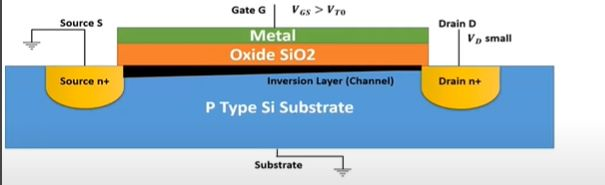 Gate G
V_GS > V_T0
Source S
Drain D
V_D small
Metal
Oxide SiO2
Source n+
Inversion Layer (Channel)
Drain n+
P Type Si Substrate
Substrate